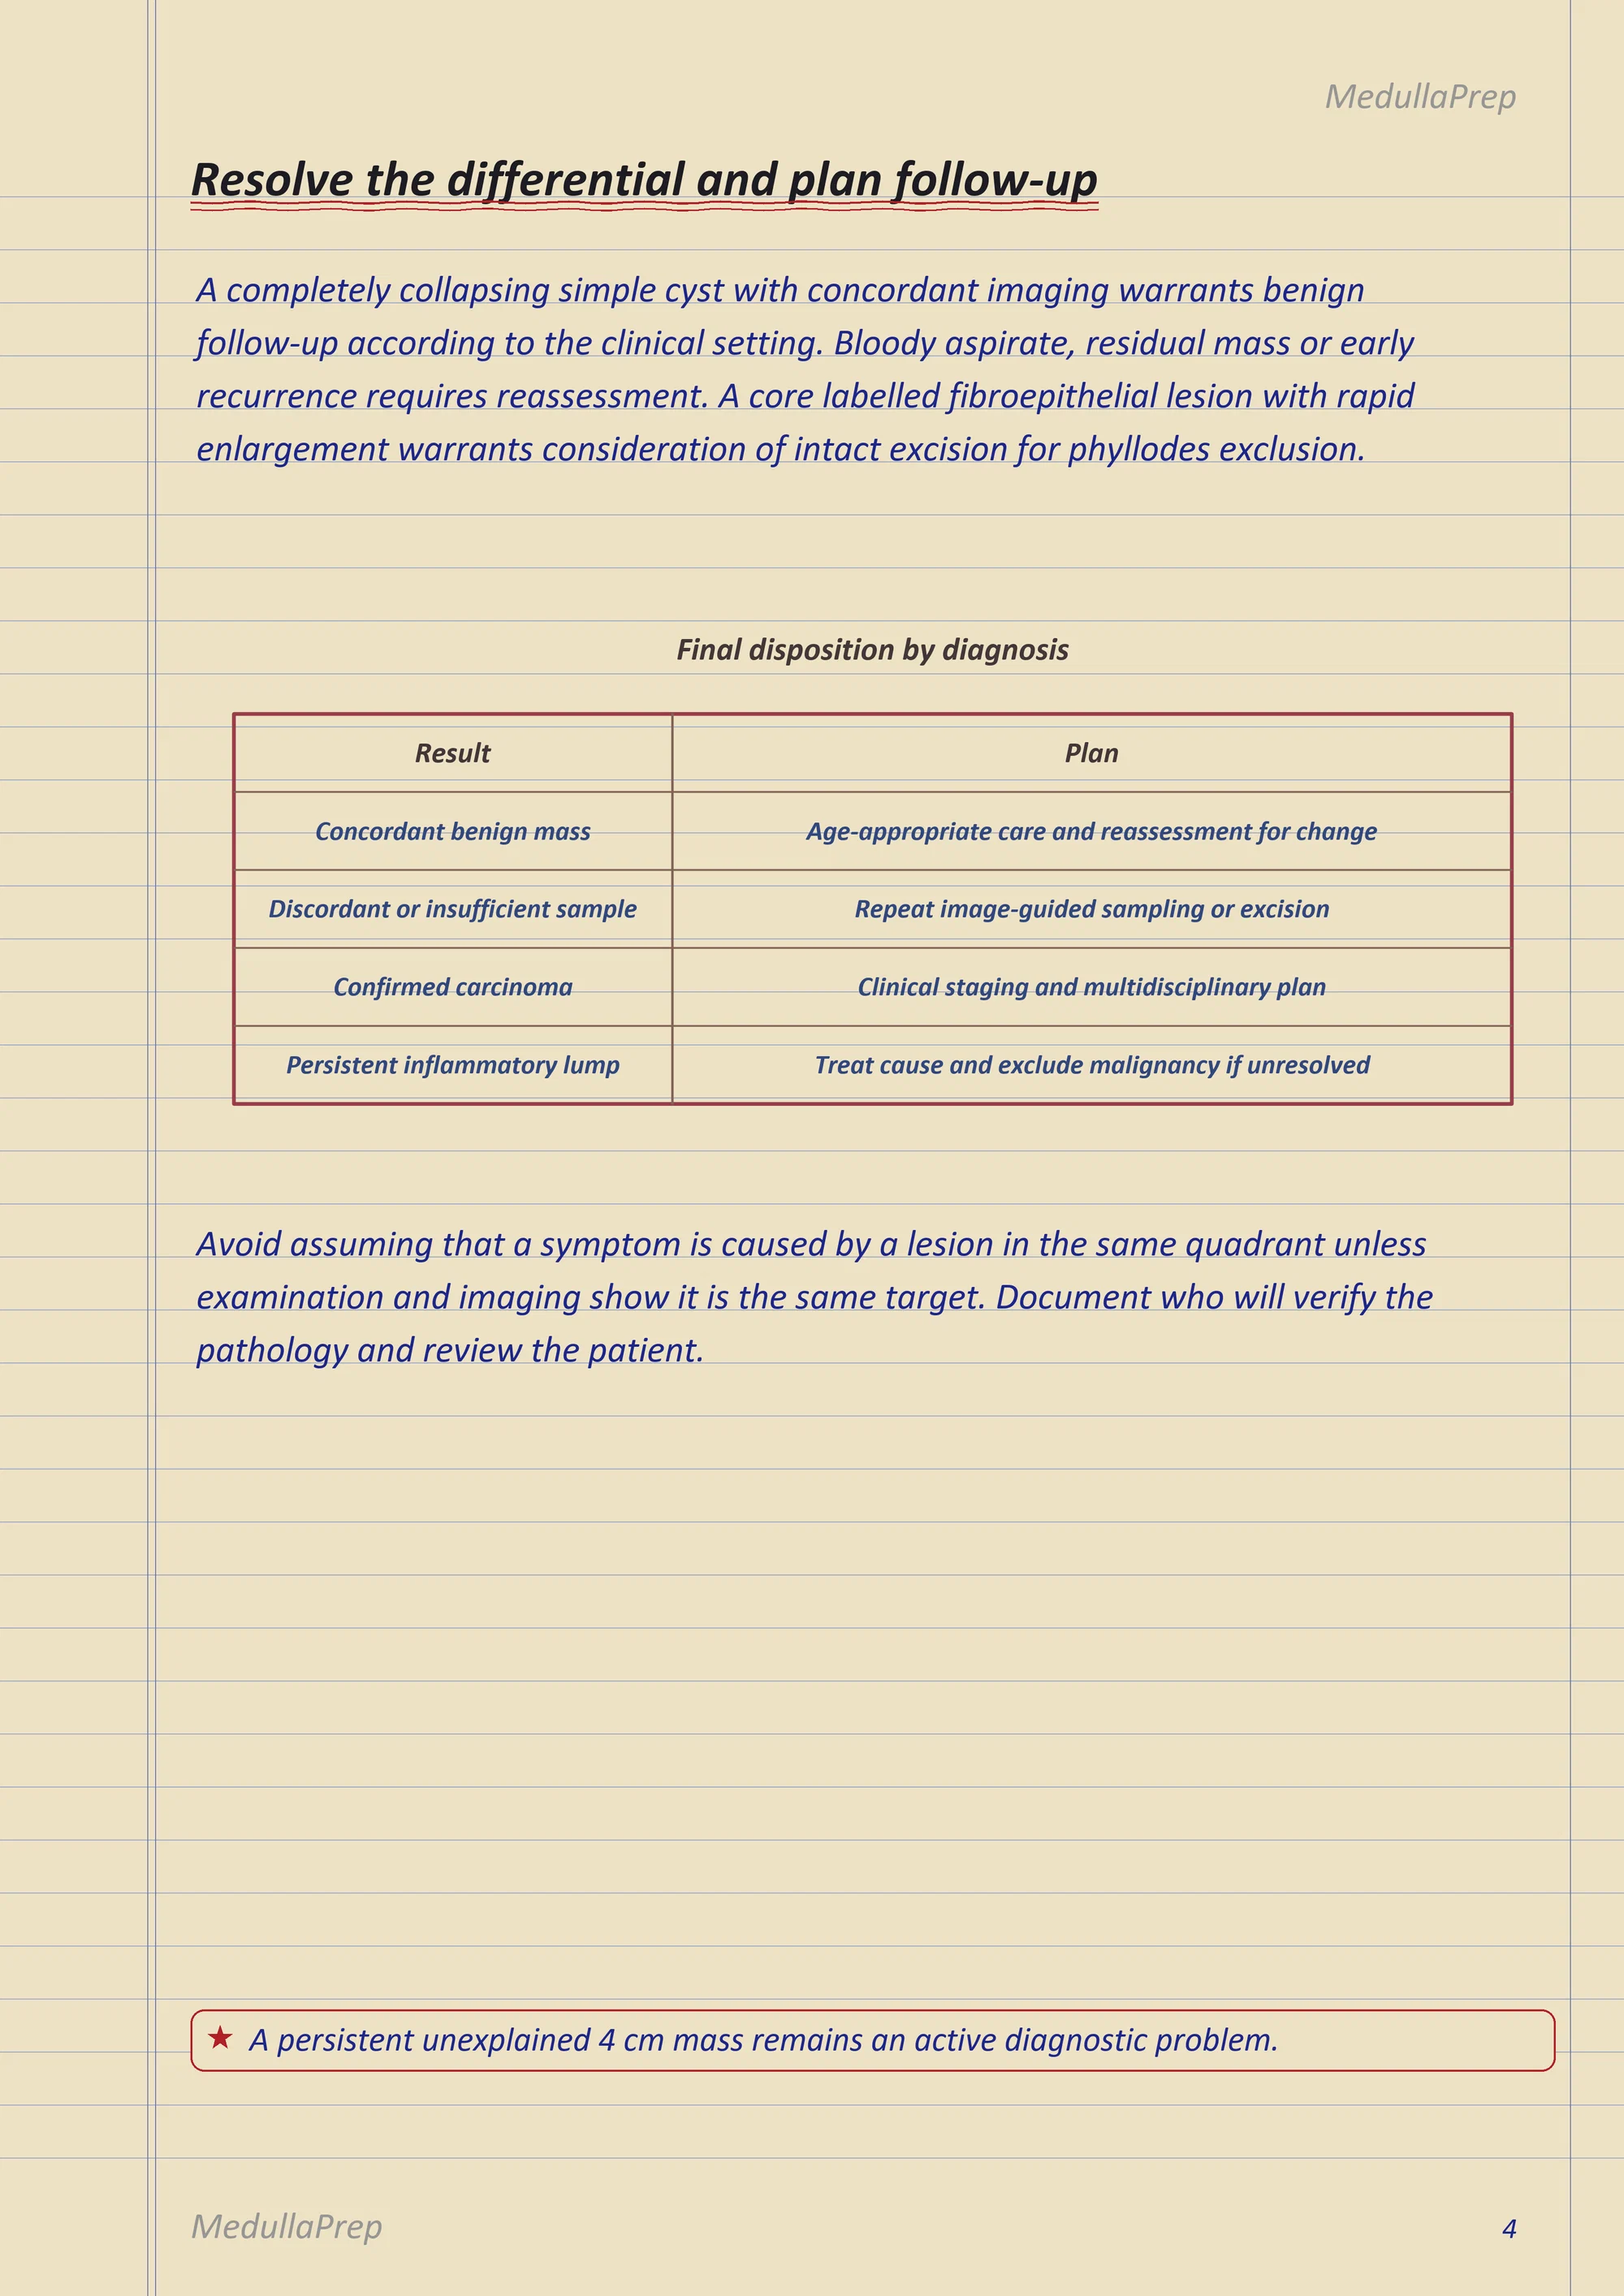 MedullaPrep
Resolve the differential and plan follow-up
A completely collapsing simple cyst with concordant imaging warrants benign
follow-up according to the clinical setting. Bloody aspirate, residual mass or early
recurrence requires reassessment. A core labelled fibroepithelial lesion with rapid
enlargement warrants consideration of intact excision for phyllodes exclusion.
Final disposition by diagnosis
Result Plan
Concordant benign mass Age-appropriate care and reassessment for change
Discordant or insufficient sample Repeat image-guided sampling or excision
Confirmed carcinoma Clinical staging and multidisciplinary plan
Persistent inflammatory lump Treat cause and exclude malignancy if unresolved
Avoid assuming that a symptom is caused by a lesion in the same quadrant unless
examination and imaging show it is the same target. Document who will verify the
pathology and review the patient.
★ A persistent unexplained 4 cm mass remains an active diagnostic problem.
MedullaPrep 4